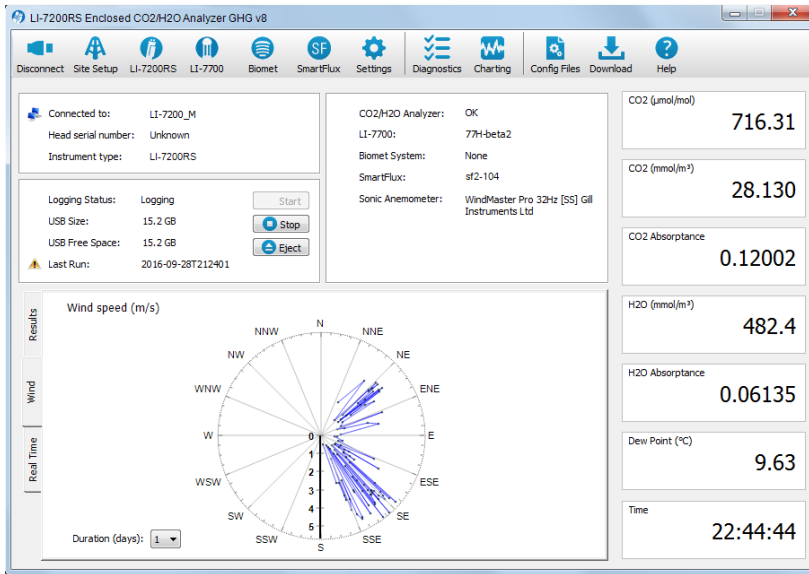 LI-7200RS Enclosed CO2/H2O Analyzer GHG v8
Disconnect Site Setup LI-7200RS LI-7700 Biomet SmartFlux Settings Diagnostics Charting Config Files Download Help
SF
?
Connected to: LI-7200_M
Head serial number: Unknown
Instrument type: LI-7200RS
Logging Status: Logging Start
USB Size: 15.2 GB Stop
USB Free Space: 15.2 GB Eject
Last Run: 2016-09-28T212401
CO2/H2O Analyzer: OK
LI-7700: 77H-beta2
Biomet System: None
SmartFlux: sf2-104
Sonic Anemometer: WindMaster Pro 32Hz [SS] Gill
Instruments Ltd
CO2 (µmol/mol)
716.31
CO2 (mmol/m³)
28.130
CO2 Absorptance
0.12002
H2O (mmol/m³)
482.4
H2O Absorptance
0.06135
Dew Point (ºC)
9.63
Time
22:44:44
Results
Wind
Real Time
Wind speed (m/s)
N
NNW NNE
NW NE
WNW ENE
W E
WSW ESE
SW SE
SSW SSE
S
0
1
2
3
4
5
Duration (days): 1